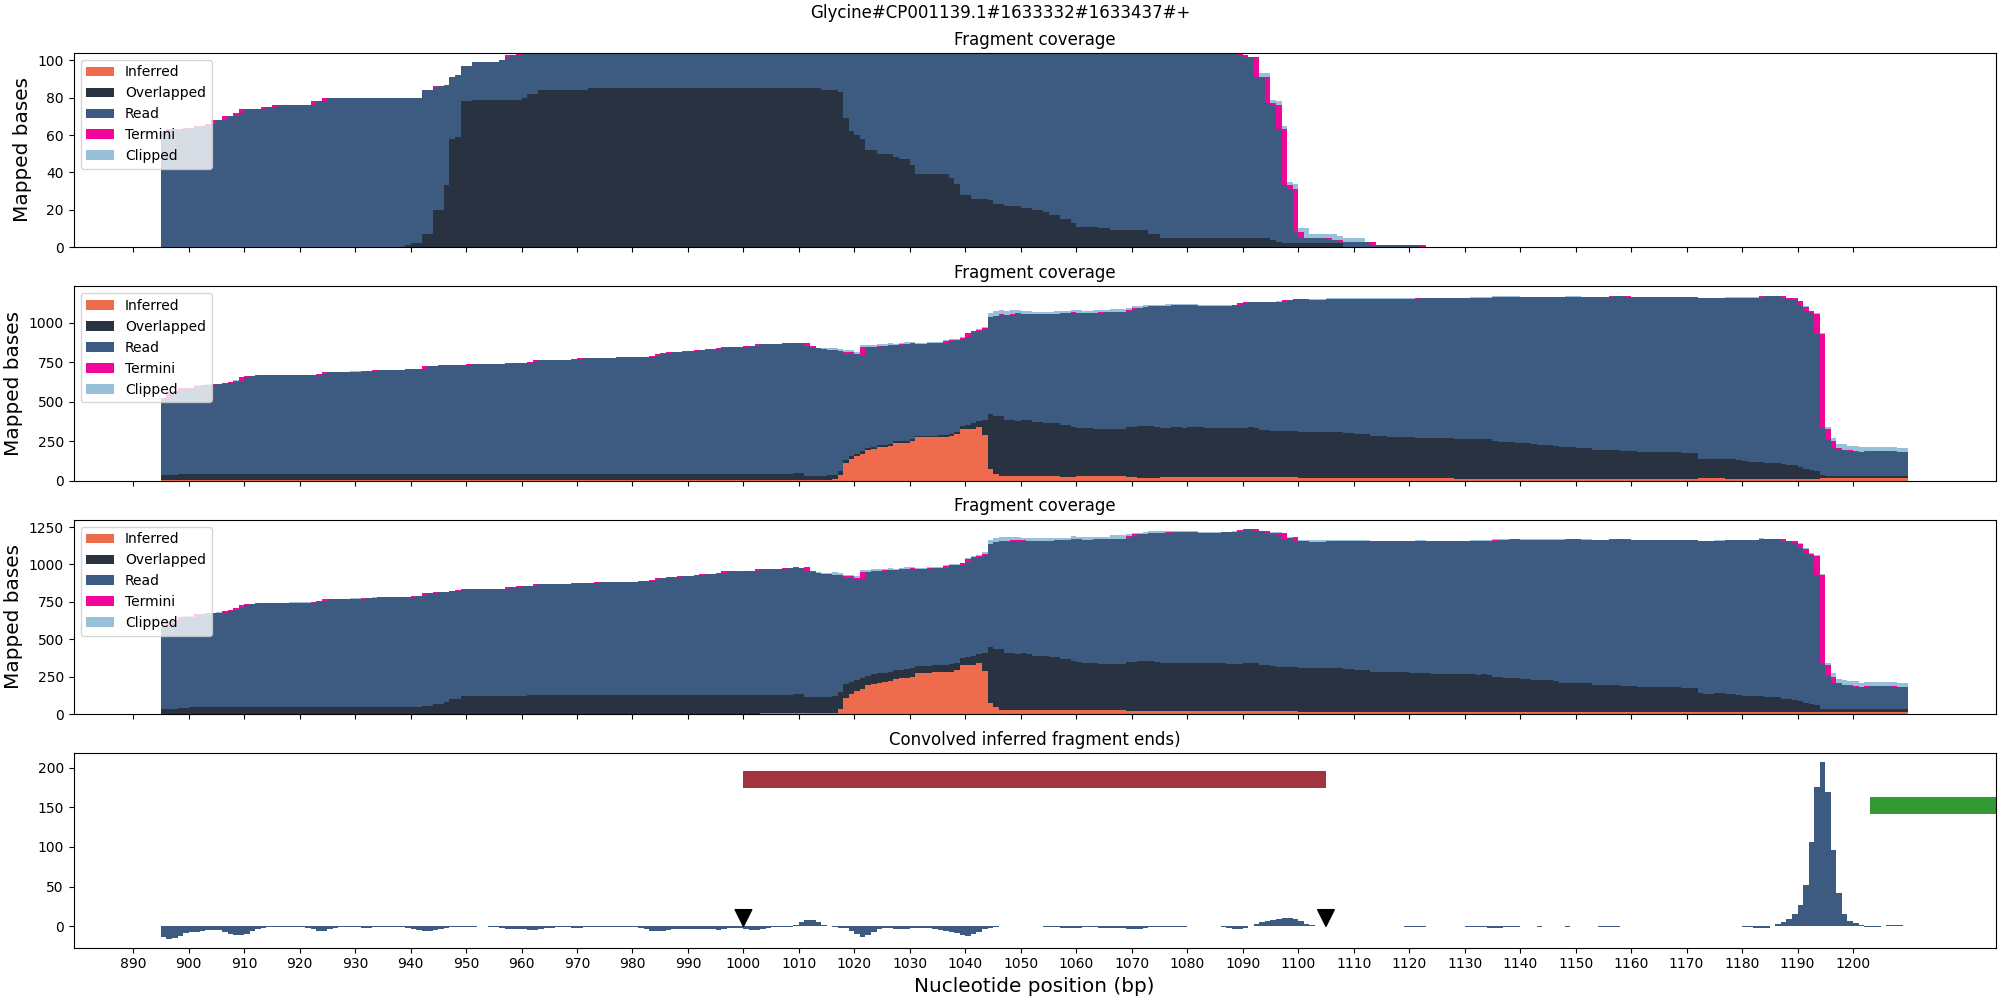 Glycine#CP001139.1#1633332#1633437#+
Fragment coverage
Mapped bases
100
80
60
40
20
0
Inferred
Overlapped
Read
Termini
Clipped
Fragment coverage
Mapped bases
1000
750
500
250
0
Inferred
Overlapped
Read
Termini
Clipped
Fragment coverage
Mapped bases
1250
1000
750
500
250
0
Inferred
Overlapped
Read
Termini
Clipped
Convolved inferred fragment ends)
200
150
100
50
0
890 900 910 920 930 940 950 960 970 980 990 1000 1010 1020 1030 1040 1050 1060 1070 1080 1090 1100 1110 1120 1130 1140 1150 1160 1170 1180 1190 1200
Nucleotide position (bp)